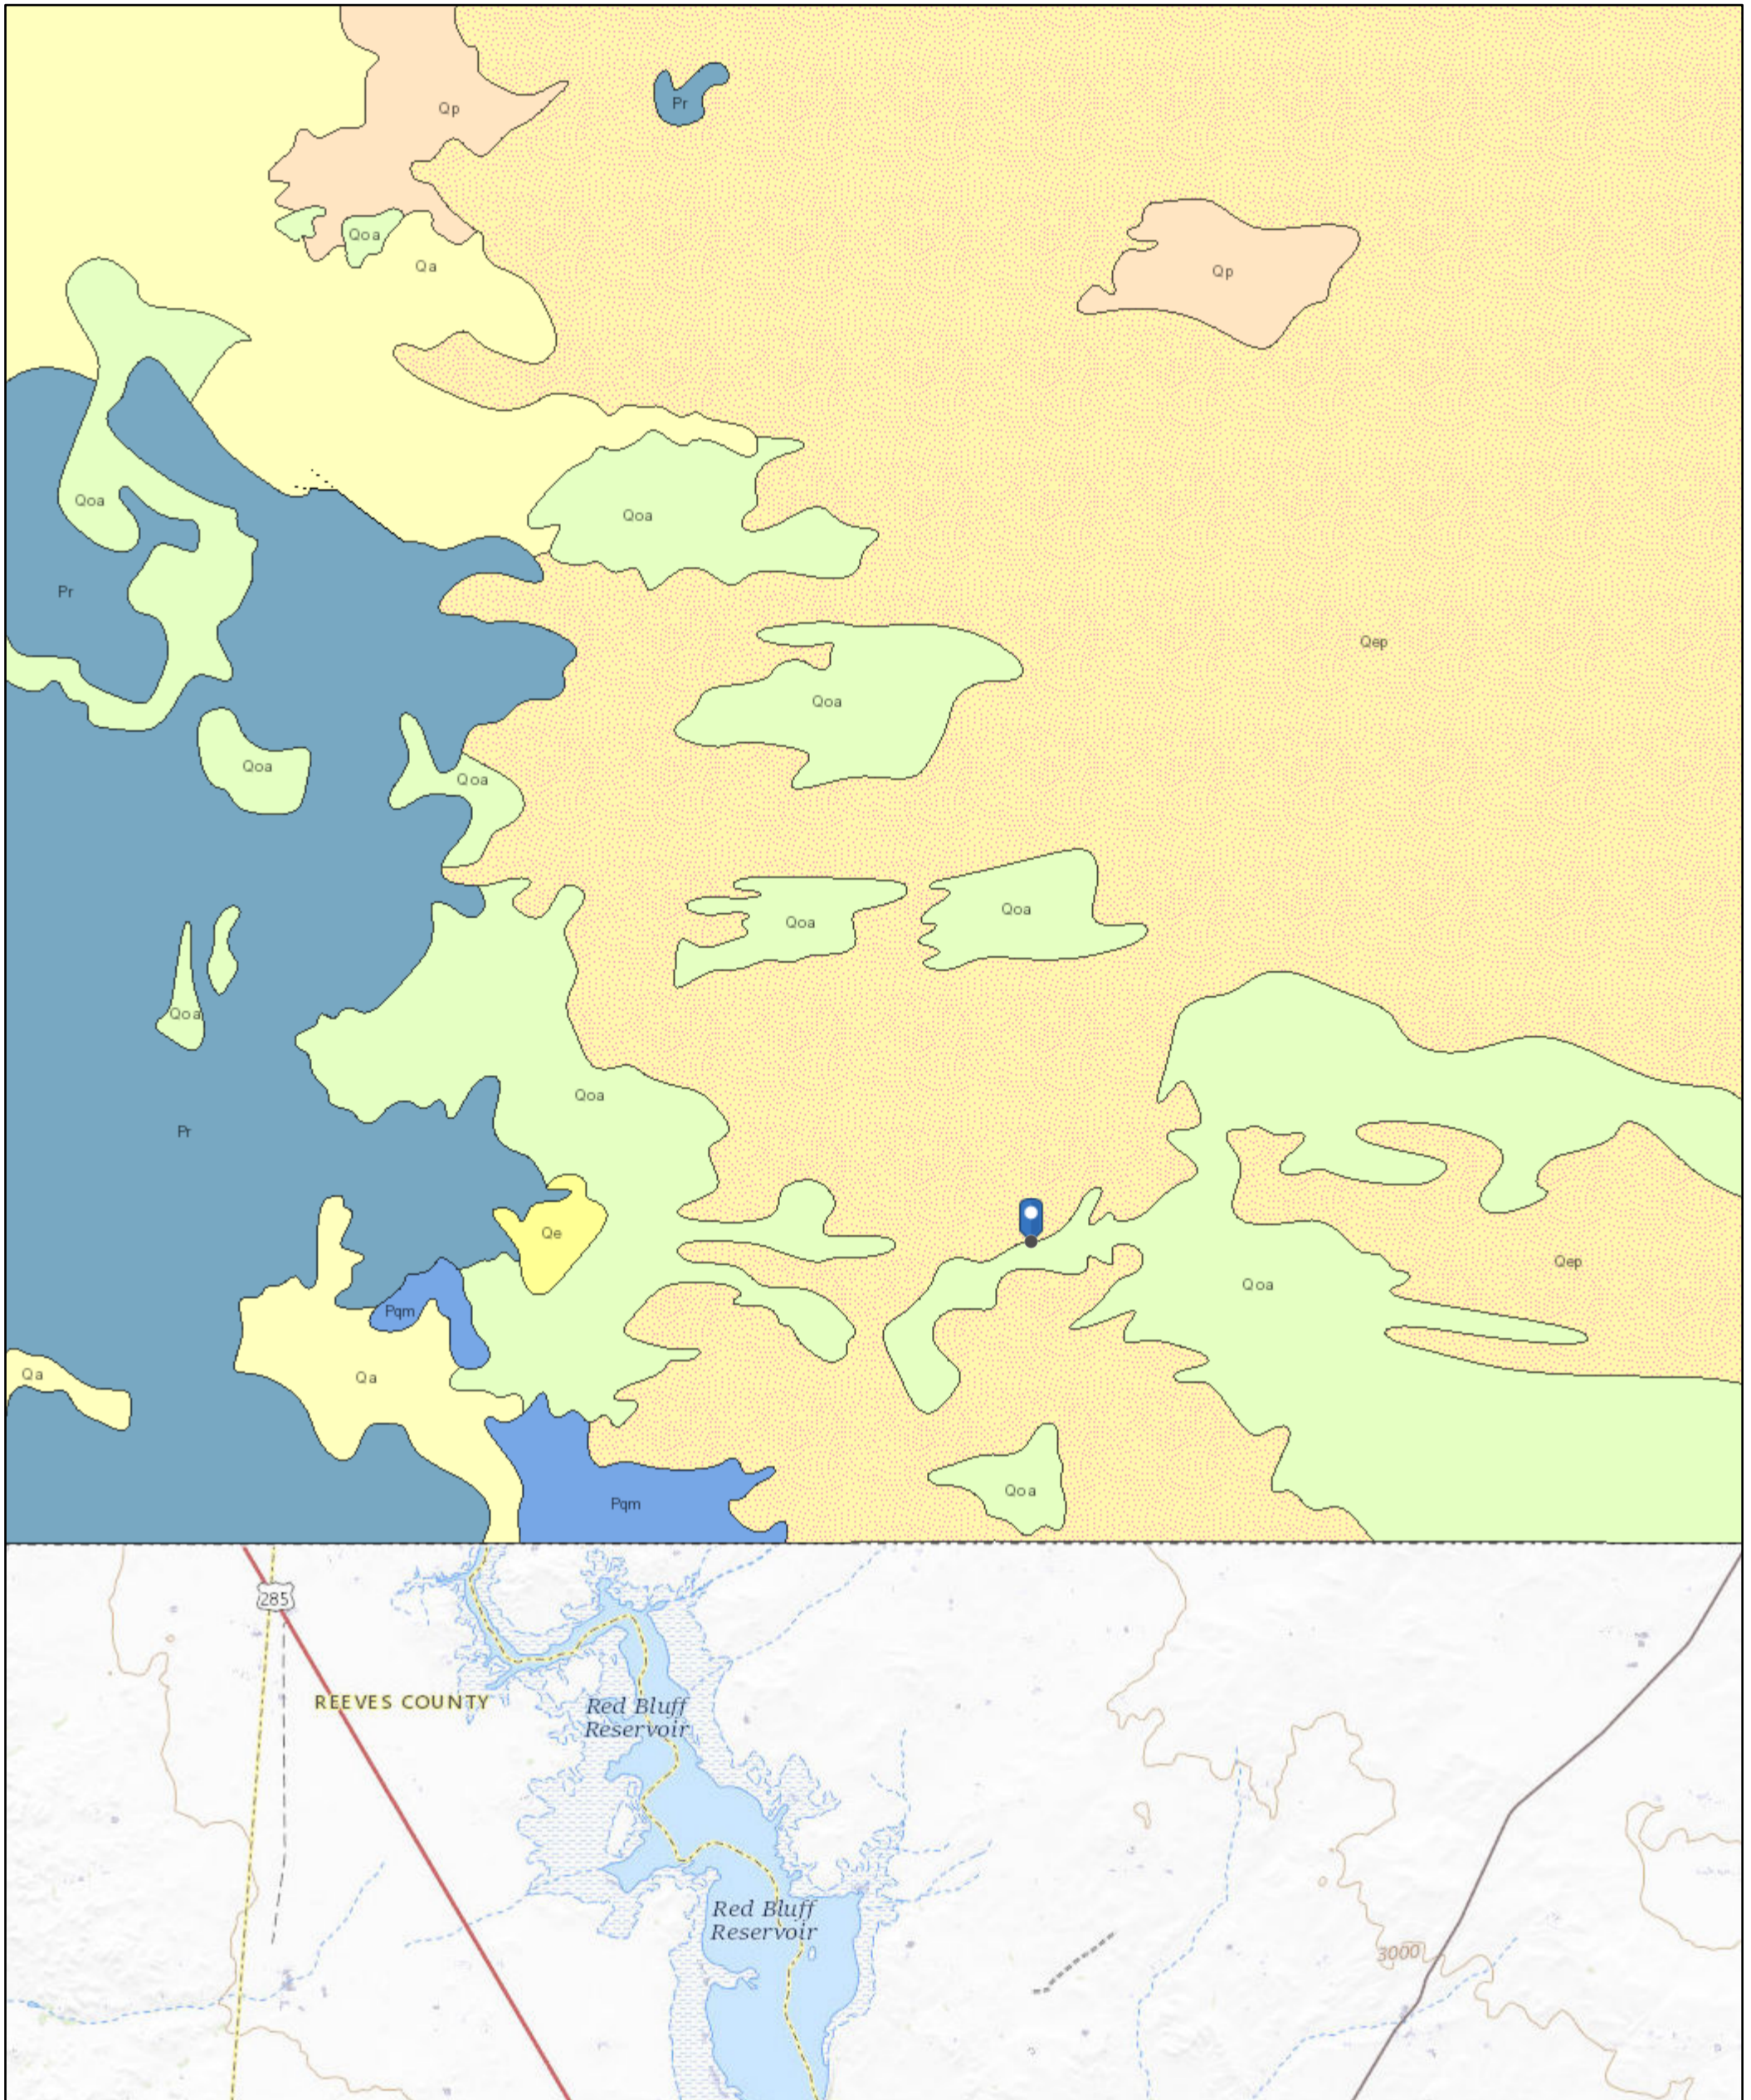 Qp
Pr
Qoa
Qa
Qp
Qoa
Qoa
Pr
Qep
Qoa
Qoa
Qoa
Qoa
Qoa
Qoa
Qoa
Pr
Qe
Qep
Qoa
Pqm
Qa
Qa
Qoa
Pqm
285
REEVES COUNTY
Red Bluff
Reservoir
Red Bluff
Reservoir
3000